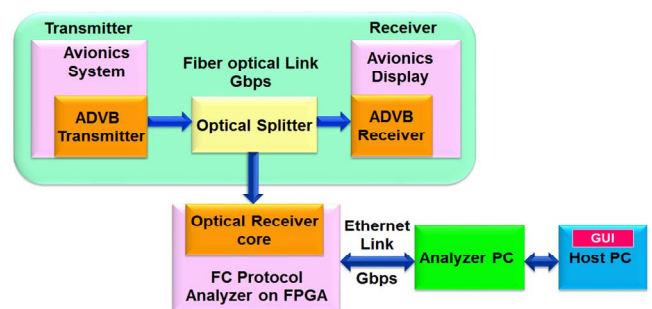 Transmitter
Receiver
Avionics
System
Fiber optical Link
Gbps
Avionics
Display
ADVB
Transmitter
Optical Splitter
ADVB
Receiver
Optical Receiver
core
FC Protocol
Analyzer on FPGA
Ethernet
Link
Gbps
Analyzer PC
GUI
Host PC